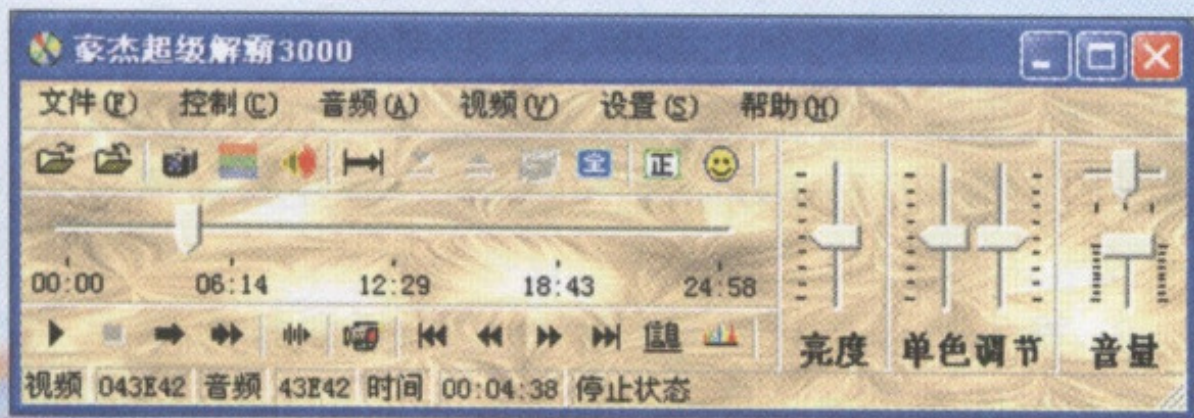 豪杰超级解霸3000
文件(F) 控制(C) 音频(A) 视频(V) 设置(S) 帮助(H)
全 正
00:00 06:14 12:29 18:43 24:58
信息
亮度 单色调节 音量
视频 043E42 音频 43E42 时间 00:04:38 停止状态